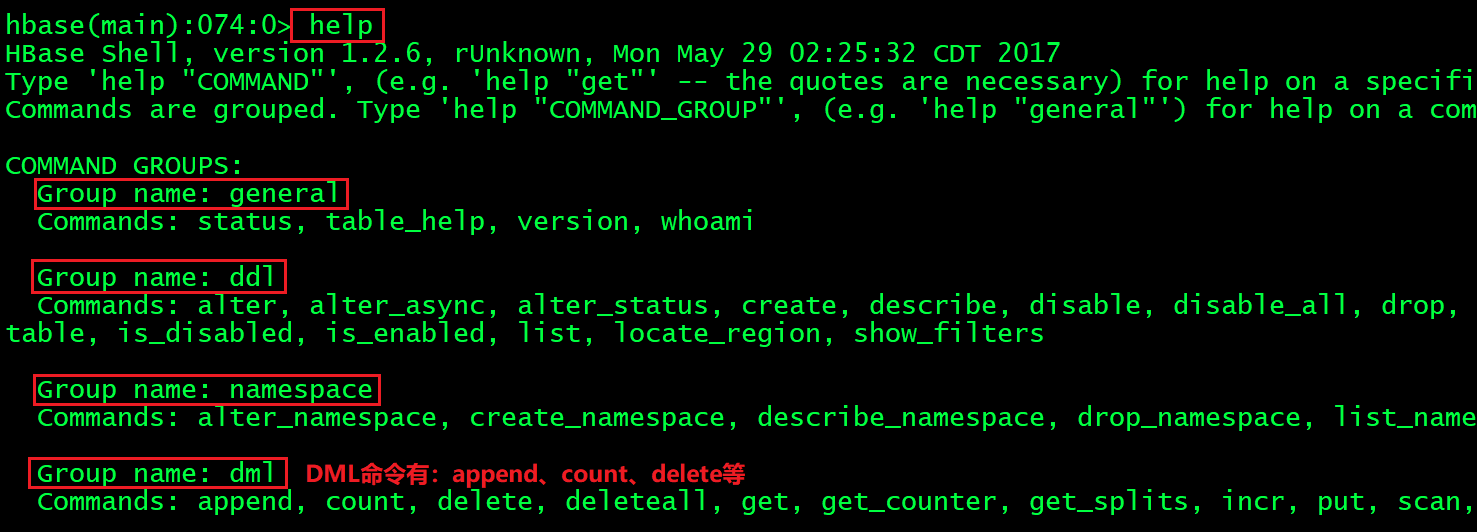 hbase(main):074:0> help
HBase Shell, version 1.2.6, rUnknown, Mon May 29 02:25:32 CDT 2017
Type 'help "COMMAND"', (e.g. 'help "get"' -- the quotes are necessary) for help on a specifi
Commands are grouped. Type 'help "COMMAND_GROUP"', (e.g. 'help "general"') for help on a com
COMMAND GROUPS:
Group name: general
Commands: status, table_help, version, whoami
Group name: ddl
Commands: alter, alter_async, alter_status, create, describe, disable, disable_all, drop,
table, is_disabled, is_enabled, list, locate_region, show_filters
Group name: namespace
Commands: alter_namespace, create_namespace, describe_namespace, drop_namespace, list_name
Group name: dml DML命令有：append、count、delete等
Commands: append, count, delete, deleteall, get, get_counter, get_splits, incr, put, scan,